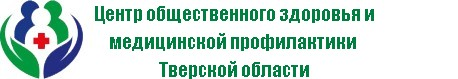 Центр общественного здоровья и
медицинской профилактики
Тверской области